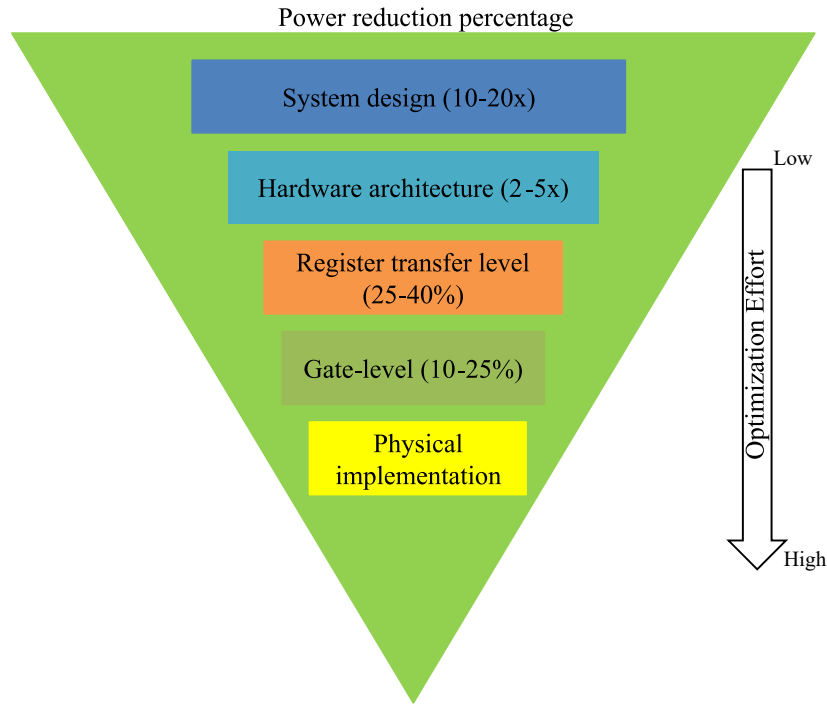 Power reduction percentage
System design (10-20x)
Low
Hardware architecture (2-5x)
Register transfer level
(25-40%)
Gate-level (10-25%)
Optimization Effort
Physical
implementation
High